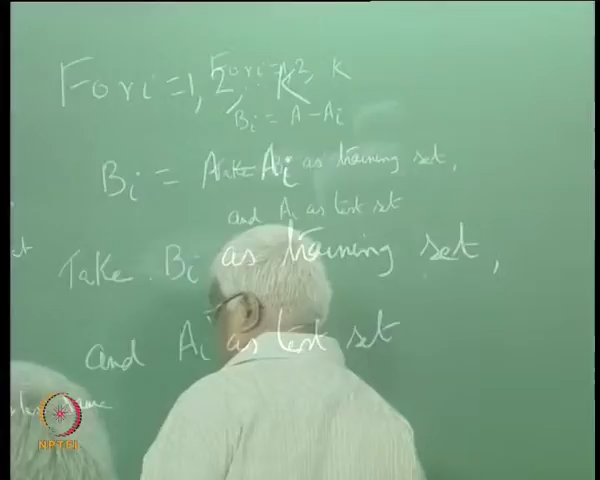 For i = 1, 2, ... K
For i = 1, 2, K
Bi = A - Ai
Bi = A - Ai
Take as training set,
and Ai as test set
Take Bi as training set,
and Ai as test set
NPTEL